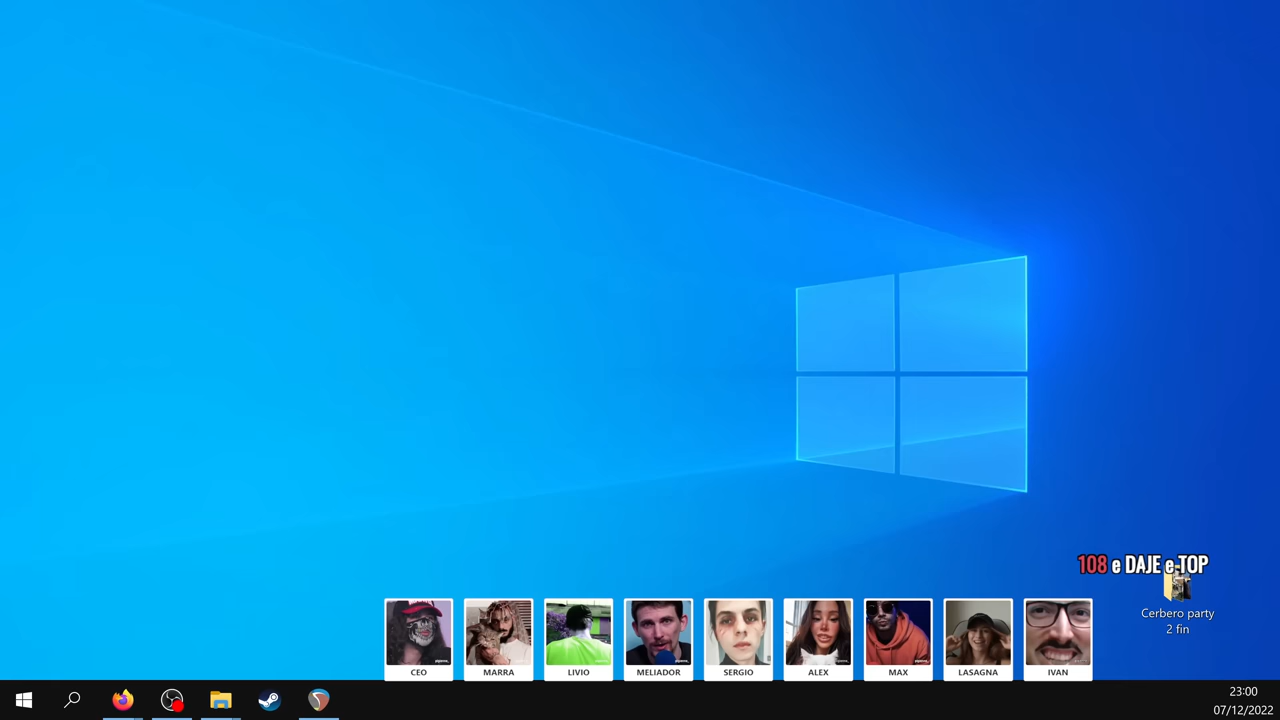 108 e DAJE e TOP
Cerbero party
2 fin
CEO
MARRA
LIVIO
MELIADOR
SERGIO
ALEX
MAX
LASAGNA
IVAN
23:00
07/12/2022